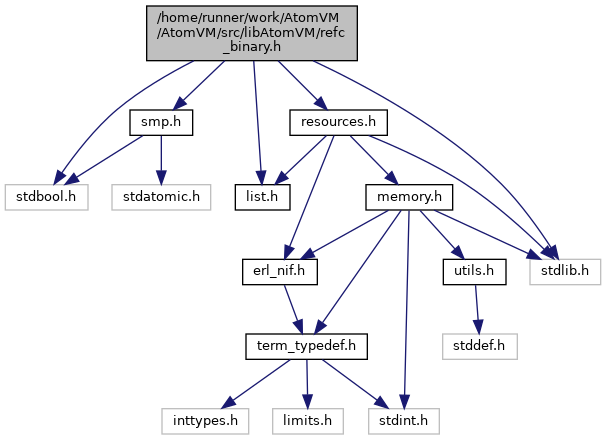 /home/runner/work/AtomVM
/AtomVM/src/libAtomVM/refc
_binary.h
smp.h
resources.h
stdbool.h
stdatomic.h
list.h
memory.h
erl_nif.h
utils.h
stdlib.h
term_typedef.h
stddef.h
inttypes.h
limits.h
stdint.h